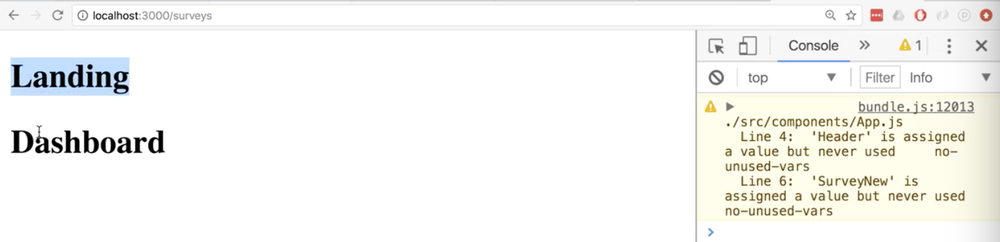 localhost:3000/surveys
Landing
Dashboard
Console
1
top
Filter
Info
bundle.js:12013
./src/components/App.js
Line 4:  'Header' is assigned
a value but never used     no-
unused-vars
Line 6:  'SurveyNew' is
assigned a value but never used
no-unused-vars